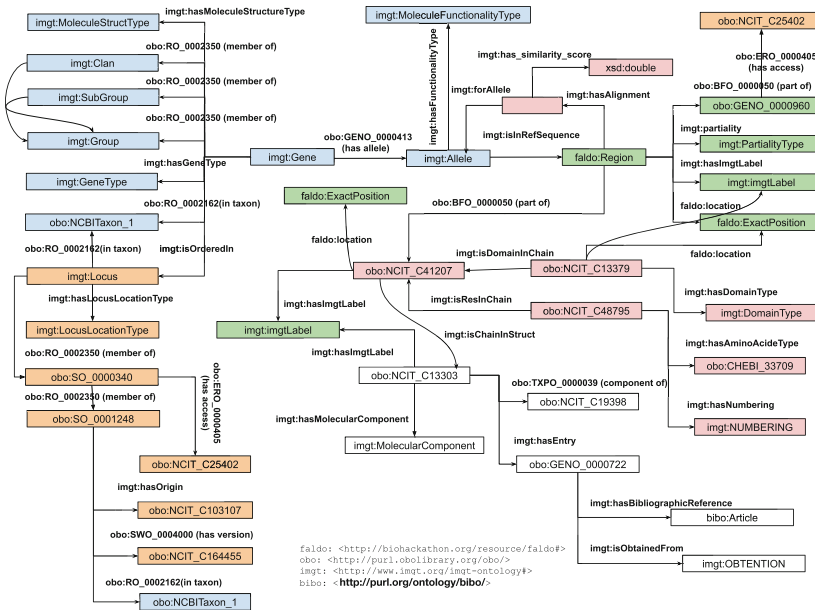 imgt:hasMoleculeStructureType
imgt:MoleculeStructType
imgt:MoleculeFunctionalityType
obo:NCIT_C25402
obo:RO_0002350 (member of)
imgt:Clan
imgt:has_similarity_score
xsd:double
obo:ERO_0000405
(has access)
obo:RO_0002350 (member of)
imgt:SubGroup
imgt:hasFunctionalityType
imgt:forAllele
imgt:hasAlignment
obo:BFO_0000050 (part of)
obo:GENO_0000960
obo:RO_0002350 (member of)
imgt:Group
obo:GENO_0000413
(has allele)
imgt:isInRefSequence
imgt:partiality
imgt:PartialityType
imgt:hasGeneType
imgt:Gene
imgt:Allele
faldo:Region
imgt:hasImgtLabel
imgt:GeneType
imgt:imgtLabel
obo:RO_0002162(in taxon)
faldo:ExactPosition
obo:BFO_0000050 (part of)
faldo:location
obo:NCBITaxon_1
faldo:ExactPosition
obo:RO_0002162(in taxon)
imgt:isOrderedIn
faldo:location
imgt:isDomainInChain
faldo:location
imgt:Locus
obo:NCIT_C41207
obo:NCIT_C13379
imgt:hasLocusLocationType
imgt:hasImgtLabel
imgt:isResInChain
imgt:hasDomainType
obo:NCIT_C48795
imgt:DomainType
imgt:LocusLocationType
imgt:imgtLabel
imgt:isChainInStruct
imgt:hasAminoAcideType
obo:RO_0002350 (member of)
imgt:hasImgtLabel
obo:CHEBI_33709
obo:SO_0000340
obo:NCIT_C13303
obo:TXPO_0000039 (component of)
obo:RO_0002350 (member of)
obo:ERO_0000405
(has access)
obo:NCIT_C19398
imgt:hasNumbering
obo:SO_0001248
imgt:hasMolecularComponent
imgt:NUMBERING
imgt:MolecularComponent
imgt:hasEntry
obo:NCIT_C25402
obo:GENO_0000722
imgt:hasOrigin
imgt:hasBibliographicReference
obo:NCIT_C103107
bibo:Article
obo:SWO_0004000 (has version)
imgt:isObtainedFrom
obo:NCIT_C164455
imgt:OBTENTION
obo:RO_0002162(in taxon)
obo:NCBITaxon_1
faldo: <http://biohackathon.org/resource/faldo#>
obo: <http://purl.obolibrary.org/obo/>
imgt: <http://www.imgt.org/imgt-ontology#>
bibo: <http://purl.org/ontology/bibo/>